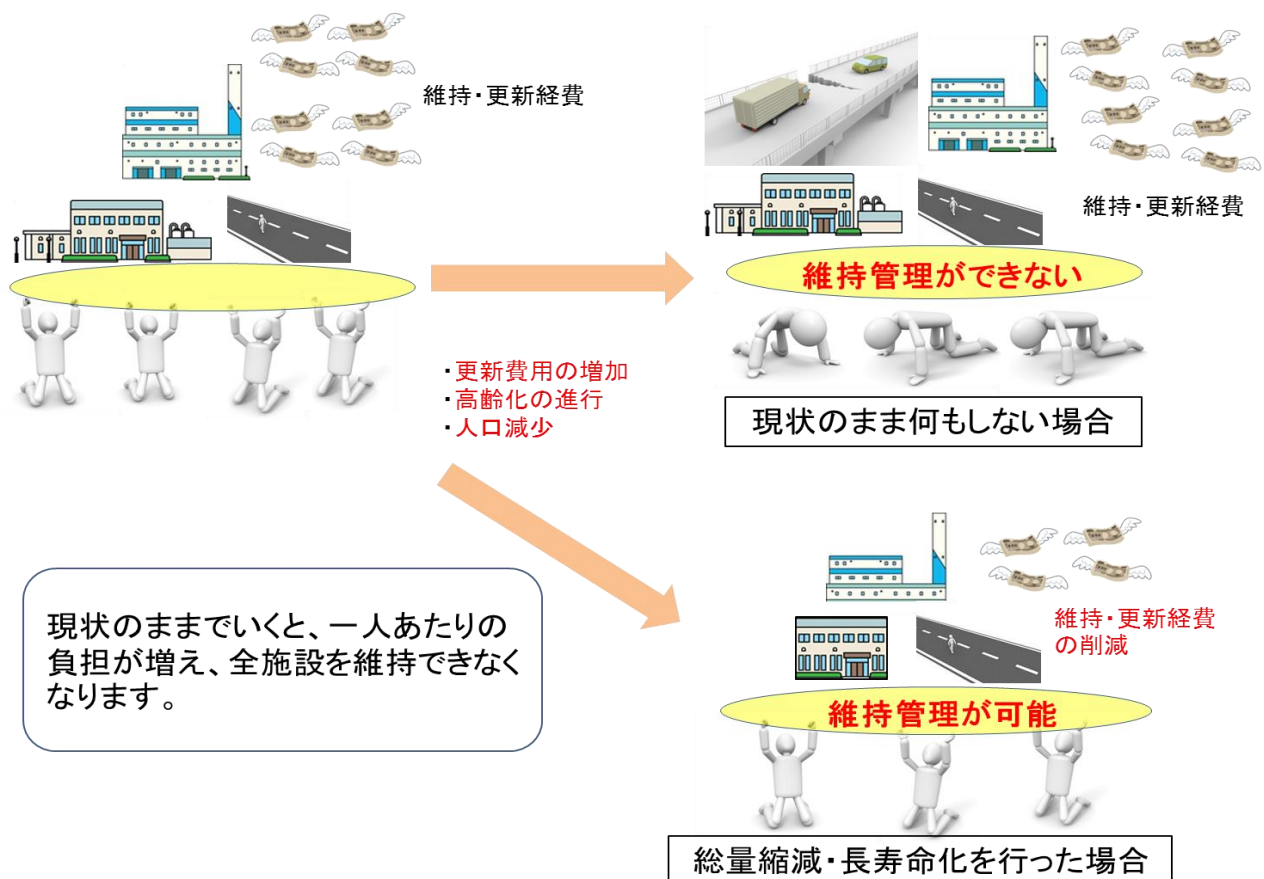 維持・更新経費
維持・更新経費
維持管理ができない
・更新費用の増加
・高齢化の進行
・人口減少
現状のまま何もしない場合
現状のままでいくと、一人あたりの
負担が増え、全施設を維持できなく
なります。
維持・更新経費
の削減
維持管理が可能
総量縮減・長寿命化を行った場合